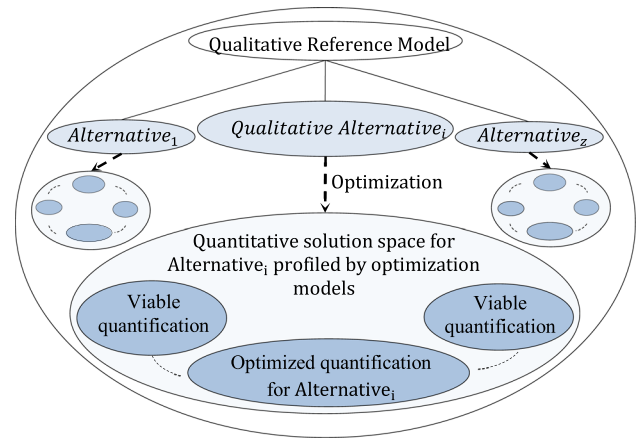 Qualitative Reference Model
Alternative₁
Qualitative Alternativeᵢ
Alternative_z
Optimization
Quantitative solution space for
Alternativeᵢ profiled by optimization
models
Viable
quantification
Viable
quantification
Optimized quantification
for Alternativeᵢ